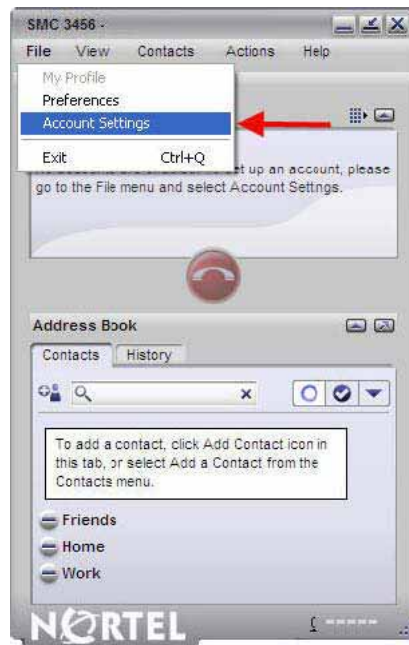 SMC 3456 -
File View Contacts Actions Help
My Profile
Preferences
Account Settings
Exit Ctrl+Q
set up an account, please
go to the File menu and select Account Settngs.
Address Book
Contacts History
To add a contact, click Add Contact icon in
this tab, or select Add a Contact from the
Contacts menu.
Friends
Home
Work
NORTEL